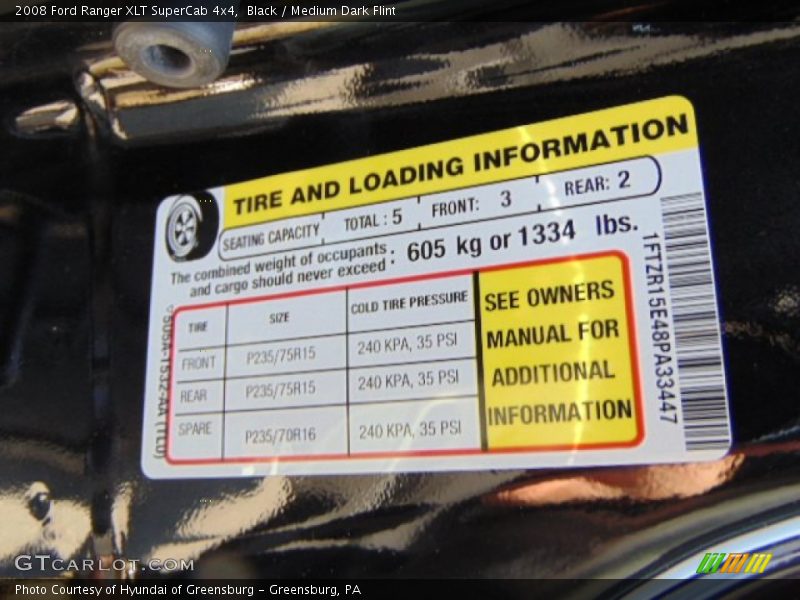 2008 Ford Ranger XLT SuperCab 4x4, Black / Medium Dark Flint
TIRE AND LOADING INFORMATION
SEATING CAPACITY TOTAL : 5 FRONT: 3 REAR: 2
The combined weight of occupants
and cargo should never exceed : 605 kg or 1334 lbs.
TIRE SIZE COLD TIRE PRESSURE
FRONT P235/75R15 240 KPA, 35 PSI
REAR P235/75R15 240 KPA, 35 PSI
SPARE P235/70R16 240 KPA, 35 PSI
SEE OWNERS
MANUAL FOR
ADDITIONAL
INFORMATION
1FTZR15E48PA33447
GTCARLOT.COM
Photo Courtesy of Hyundai of Greensburg - Greensburg, PA